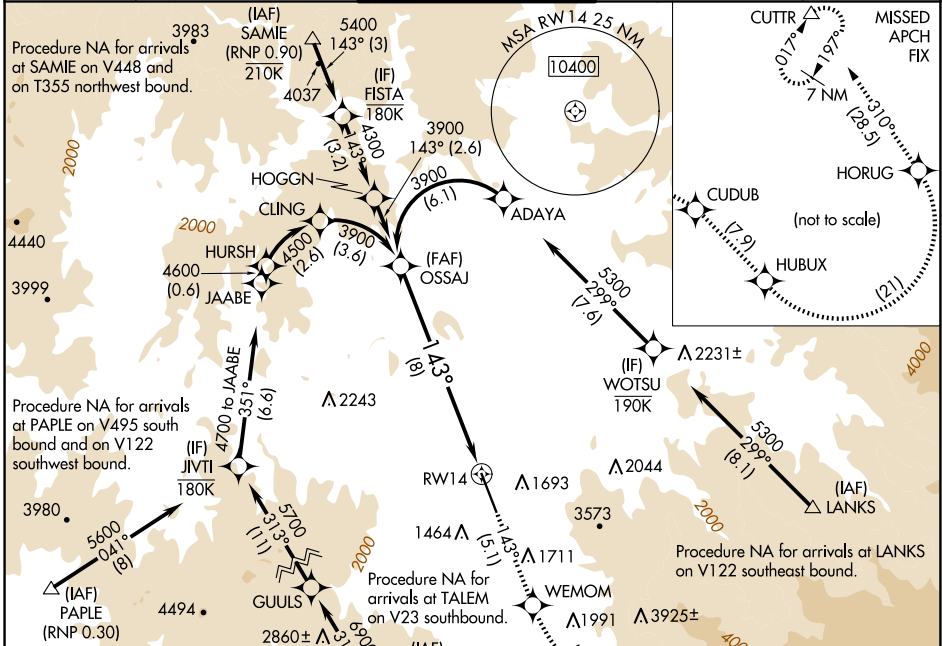 Procedure NA for arrivals
at SAMIE on V448 and
on T355 northwest bound.
3983
(IAF)
SAMIE
(RNP 0.90)
210K
5400
143° (3)
4037
(IF)
FISTA
180K
4300
143°
(3.2)
3900
143° (2.6)
HOGGN
MSA RW14 25 NM
10400
CUTTR
MISSED
APCH
FIX
017°
197°
7 NM
310°
(28.5)
HORUG
CUDUB
(not to scale)
(7.9)
HUBUX
(21)
2000
2000
4440
3999
CLING
HURSH
4600
(0.6)
JAABE
4500
(2.6)
3900
(3.6)
3900
(6.1)
ADAYA
(FAF)
OSSAJ
5300
299°
(7.6)
(IF)
WOTSU
190K
2231±
4000
143°
(8)
4700 to JAABE
351°
(6.6)
2243
Procedure NA for arrivals
at PAPLE on V495 south
bound and on V122
southwest bound.
(IF)
JIVTI
180K
5300
299°
(8.1)
(IAF)
LANKS
RW14
1693
2044
3980
5600
041°
(8)
5700
313°
(11)
2000
1464
143°
(5.1)
1711
3573
2000
Procedure NA for arrivals at LANKS
on V122 southeast bound.
(IAF)
PAPLE
(RNP 0.30)
4494
GUULS
Procedure NA for
arrivals at TALEM
on V23 southbound.
WEMOM
1991
3925±
2860±
6900
31
(IAF)
400